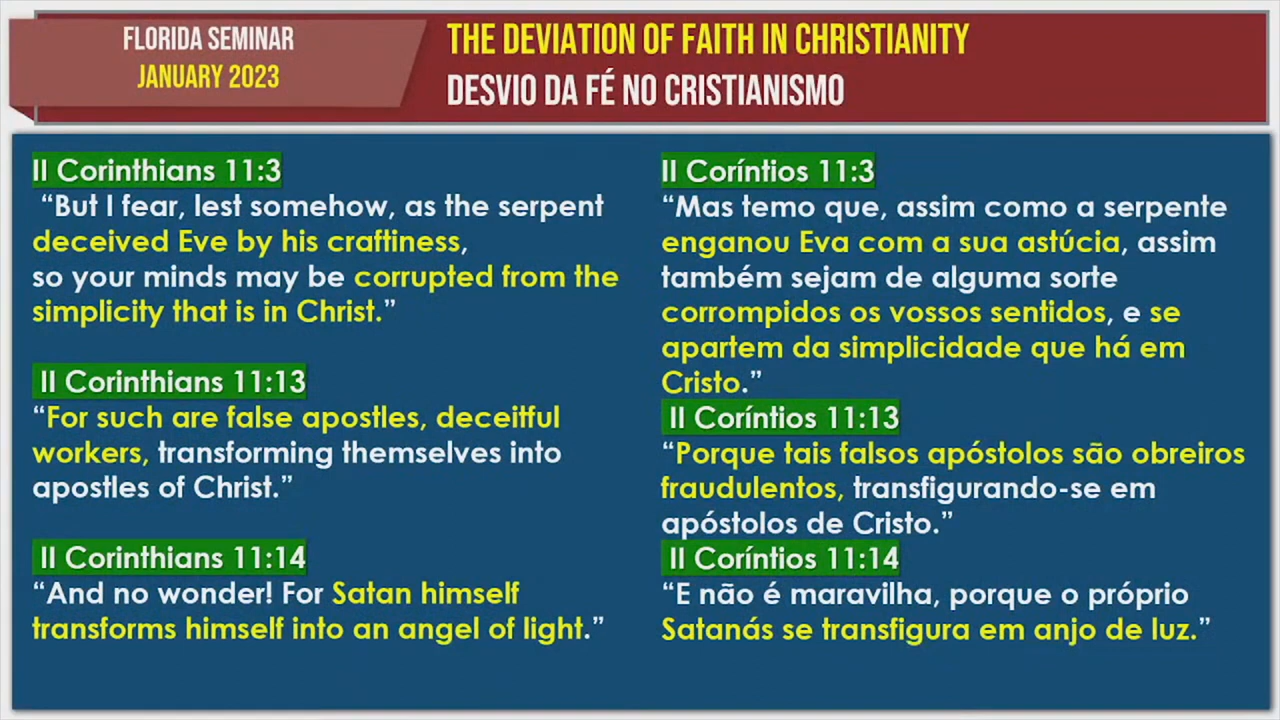 FLORIDA SEMINAR
JANUARY 2023
THE DEVIATION OF FAITH IN CHRISTIANITY
DESVIO DA FÉ NO CRISTIANISMO
II Corinthians 11:3
“But I fear, lest somehow, as the serpent
deceived Eve by his craftiness,
so your minds may be corrupted from the
simplicity that is in Christ.”
II Corinthians 11:13
“For such are false apostles, deceitful
workers, transforming themselves into
apostles of Christ.”
II Corinthians 11:14
“And no wonder! For Satan himself
transforms himself into an angel of light.”
II Coríntios 11:3
“Mas temo que, assim como a serpente
enganou Eva com a sua astúcia, assim
também sejam de alguma sorte
corrompidos os vossos sentidos, e se
apartem da simplicidade que há em
Cristo.”
II Coríntios 11:13
“Porque tais falsos apóstolos são obreiros
fraudulentos, transfigurando-se em
apóstolos de Cristo.”
II Coríntios 11:14
“E não é maravilha, porque o próprio
Satanás se transfigura em anjo de luz.”